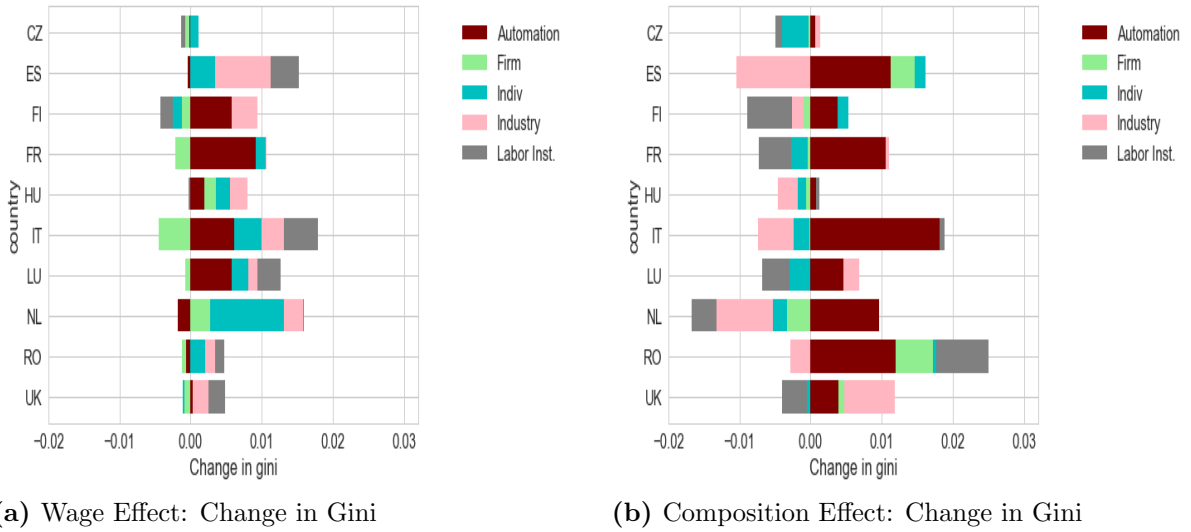 CZ
ES
FI
FR
HU
IT
LU
NL
RO
UK
country
−0.02 −0.01 0.00 0.01 0.02 0.03
Change in gini
Automation
Firm
Indiv
Industry
Labor Inst.
(a) Wage Effect: Change in Gini
CZ
ES
FI
FR
HU
IT
LU
NL
RO
UK
country
−0.02 −0.01 0.00 0.01 0.02 0.03
Change in gini
Automation
Firm
Indiv
Industry
Labor Inst.
(b) Composition Effect: Change in Gini